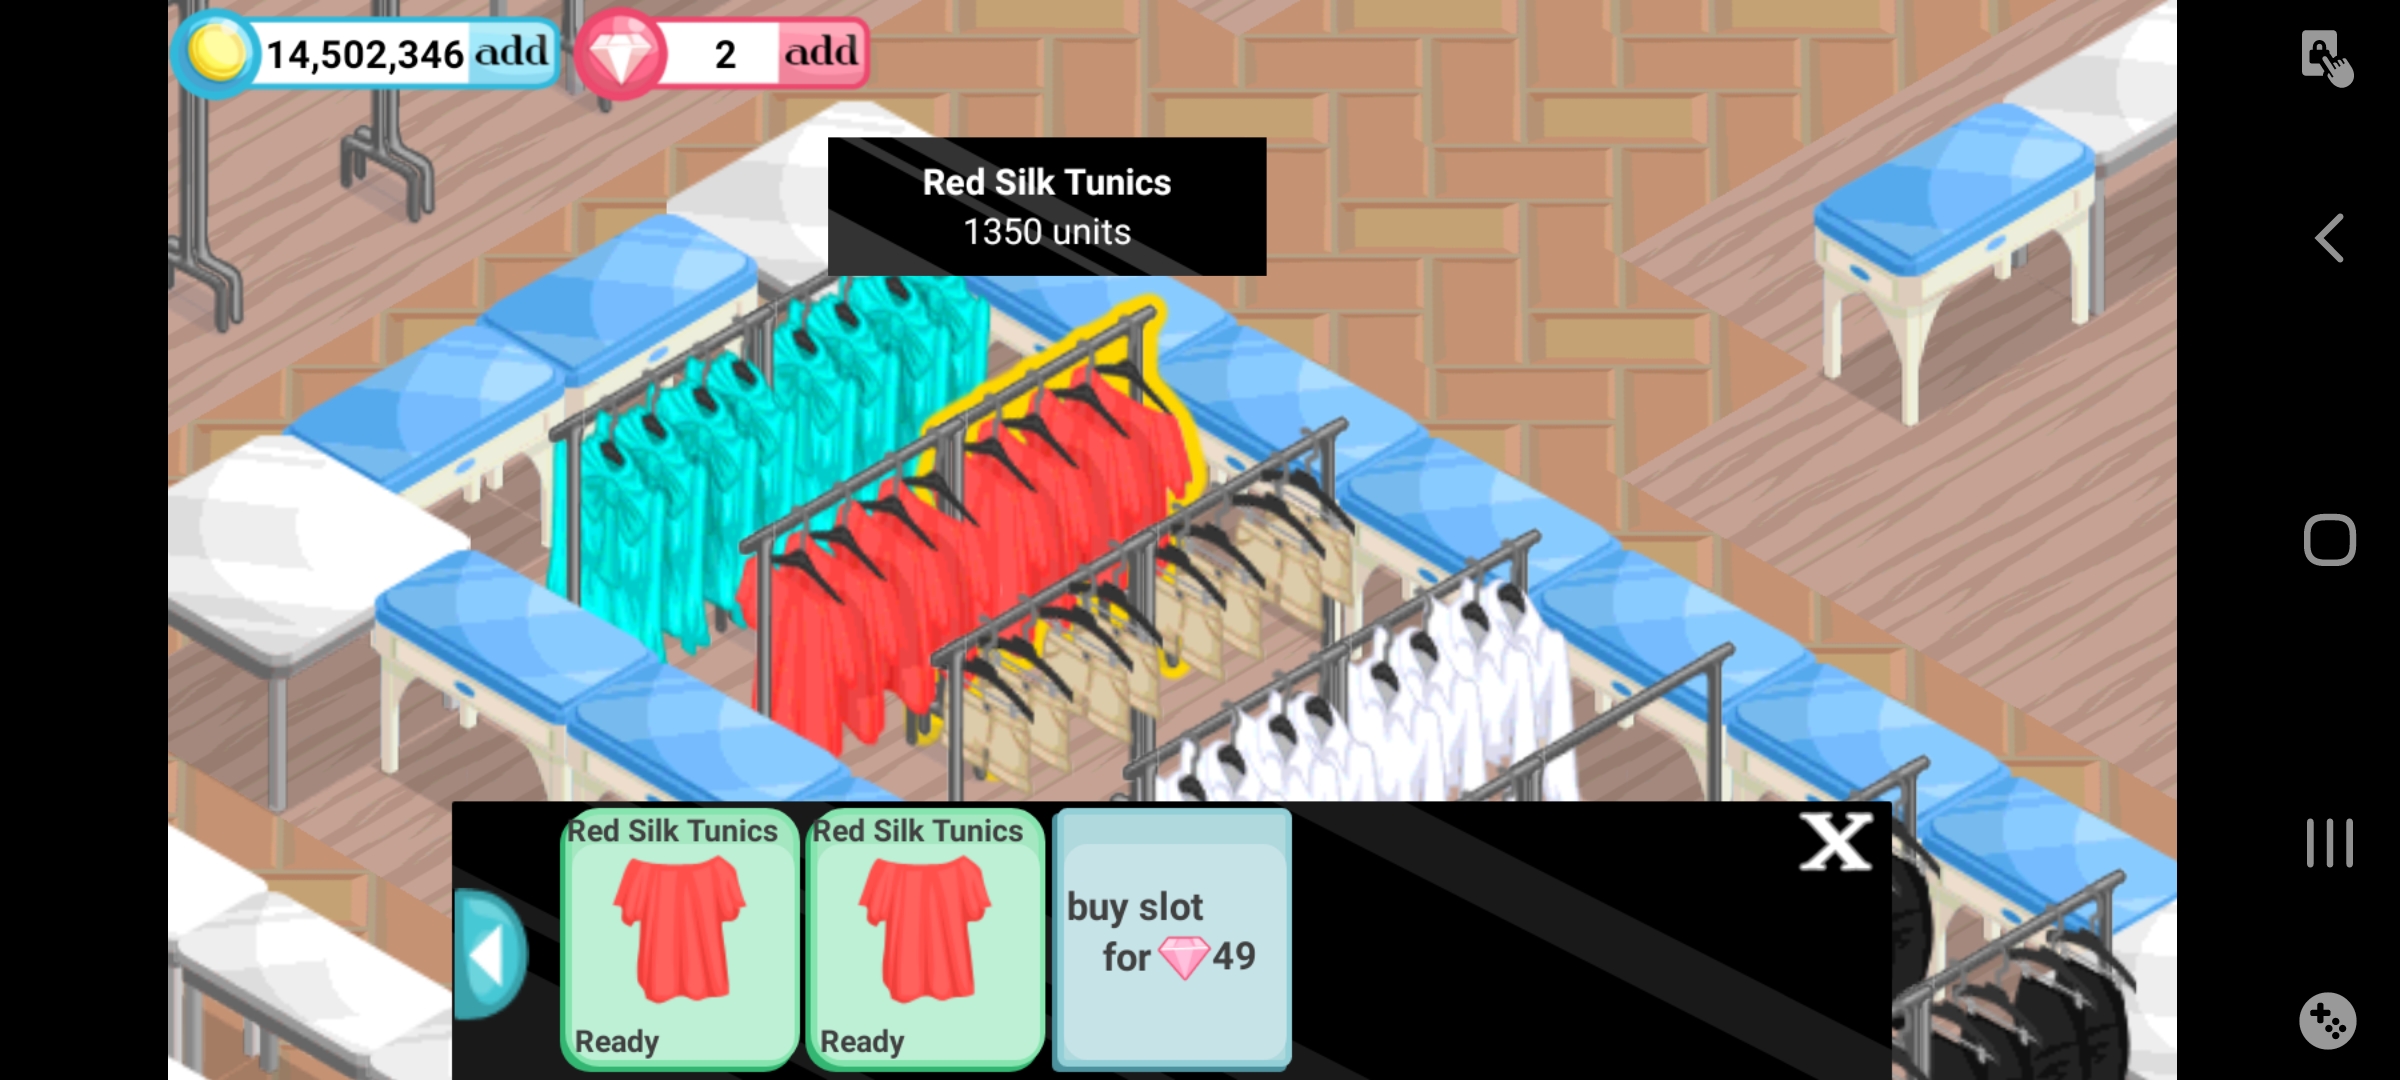 14,502,346 add
2 add
Red Silk Tunics
1350 units
Red Silk Tunics
Ready
Red Silk Tunics
Ready
buy slot
for 49
X